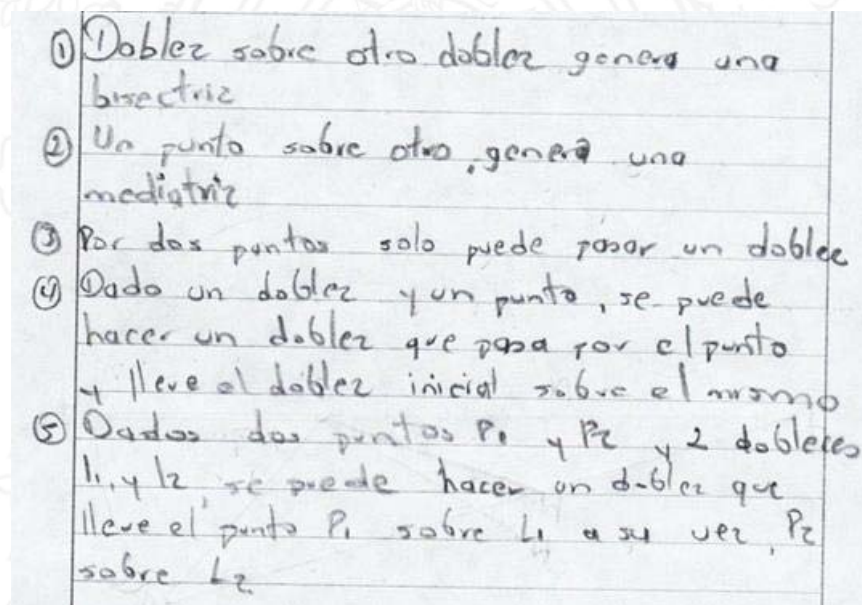 ① Doblez sobre otro doblez genera una
bisectriz
② Un punto sobre otro, genera una
mediatriz
③ Por dos puntos solo puede pasar un doblez
④ Dado un doblez y un punto, se puede
hacer un doblez que pasa por el punto
y lleve el doblez inicial sobre el mismo
⑤ Dados dos puntos P1 y P2 y 2 dobleces
l1, y l2 se puede hacer un doblez que
lleve el punto P1 sobre L1 a su vez, P2
sobre L2